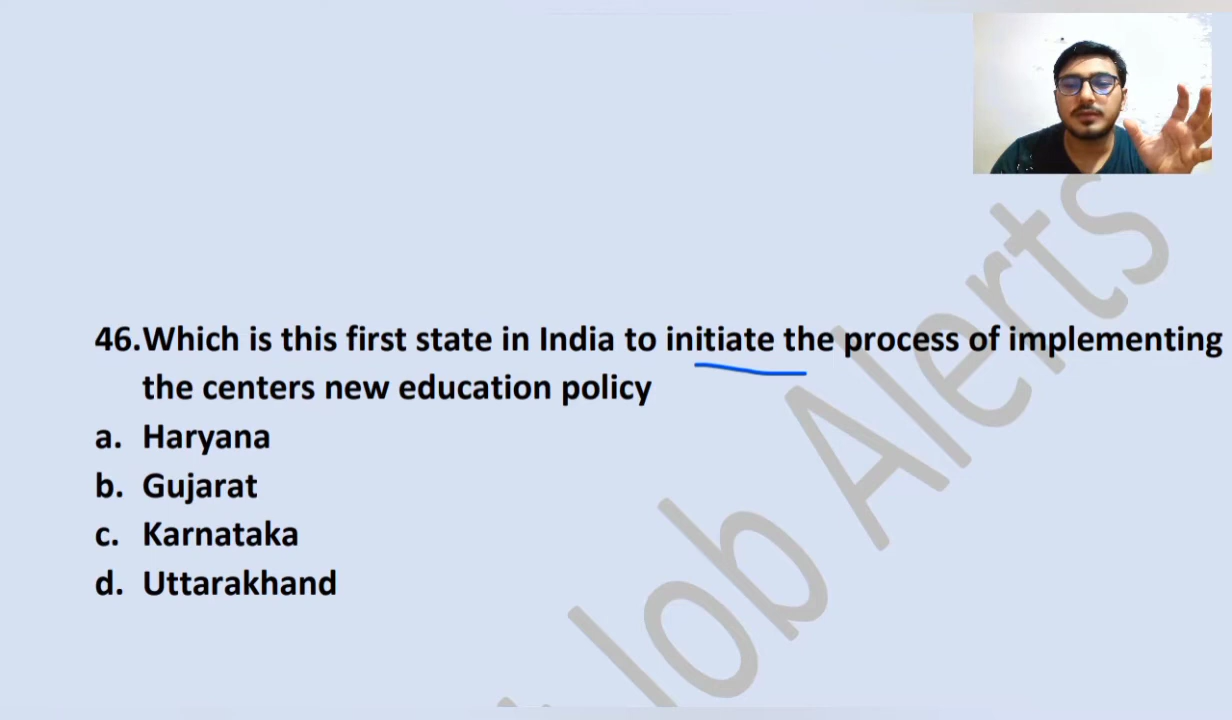 46.Which is this first state in India to initiate the process of implementing
the centers new education policy
a. Haryana
b. Gujarat
c. Karnataka
d. Uttarakhand
Job Alerts